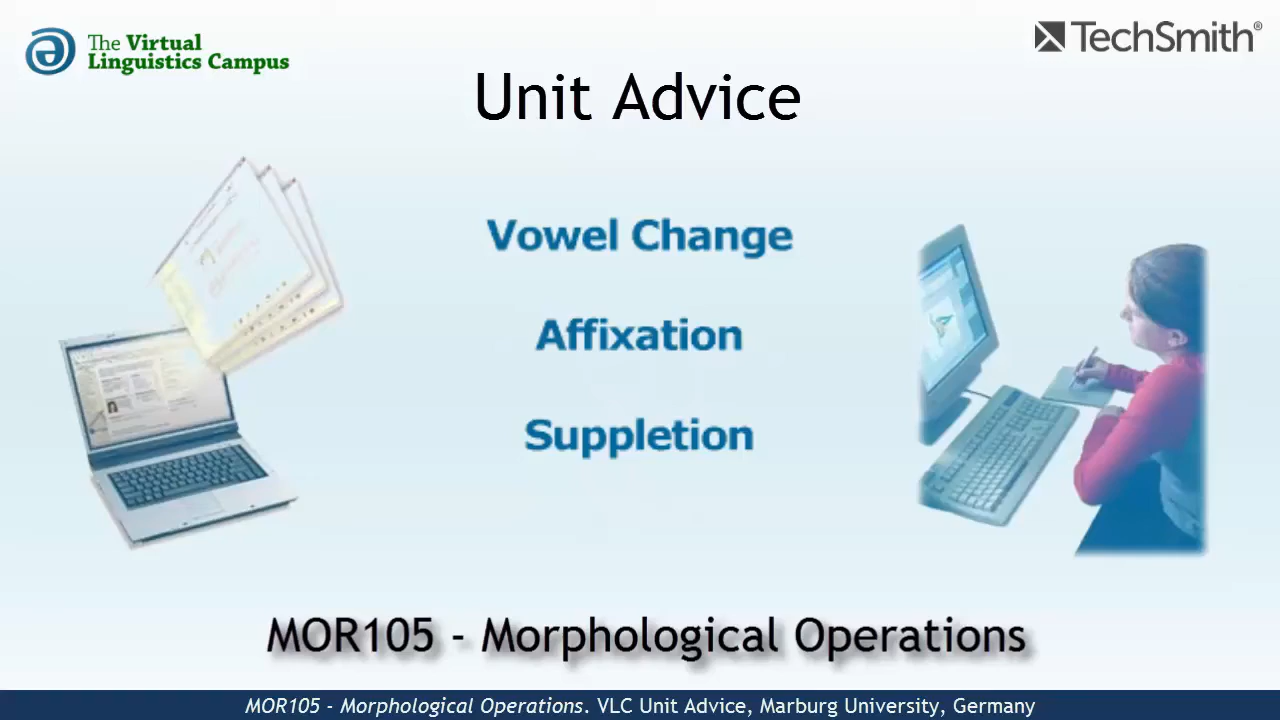 The Virtual
Linguistics Campus
TechSmith®
Unit Advice
Vowel Change
Affixation
Suppletion
MOR105 - Morphological Operations
MOR105 - Morphological Operations. VLC Unit Advice, Marburg University, Germany